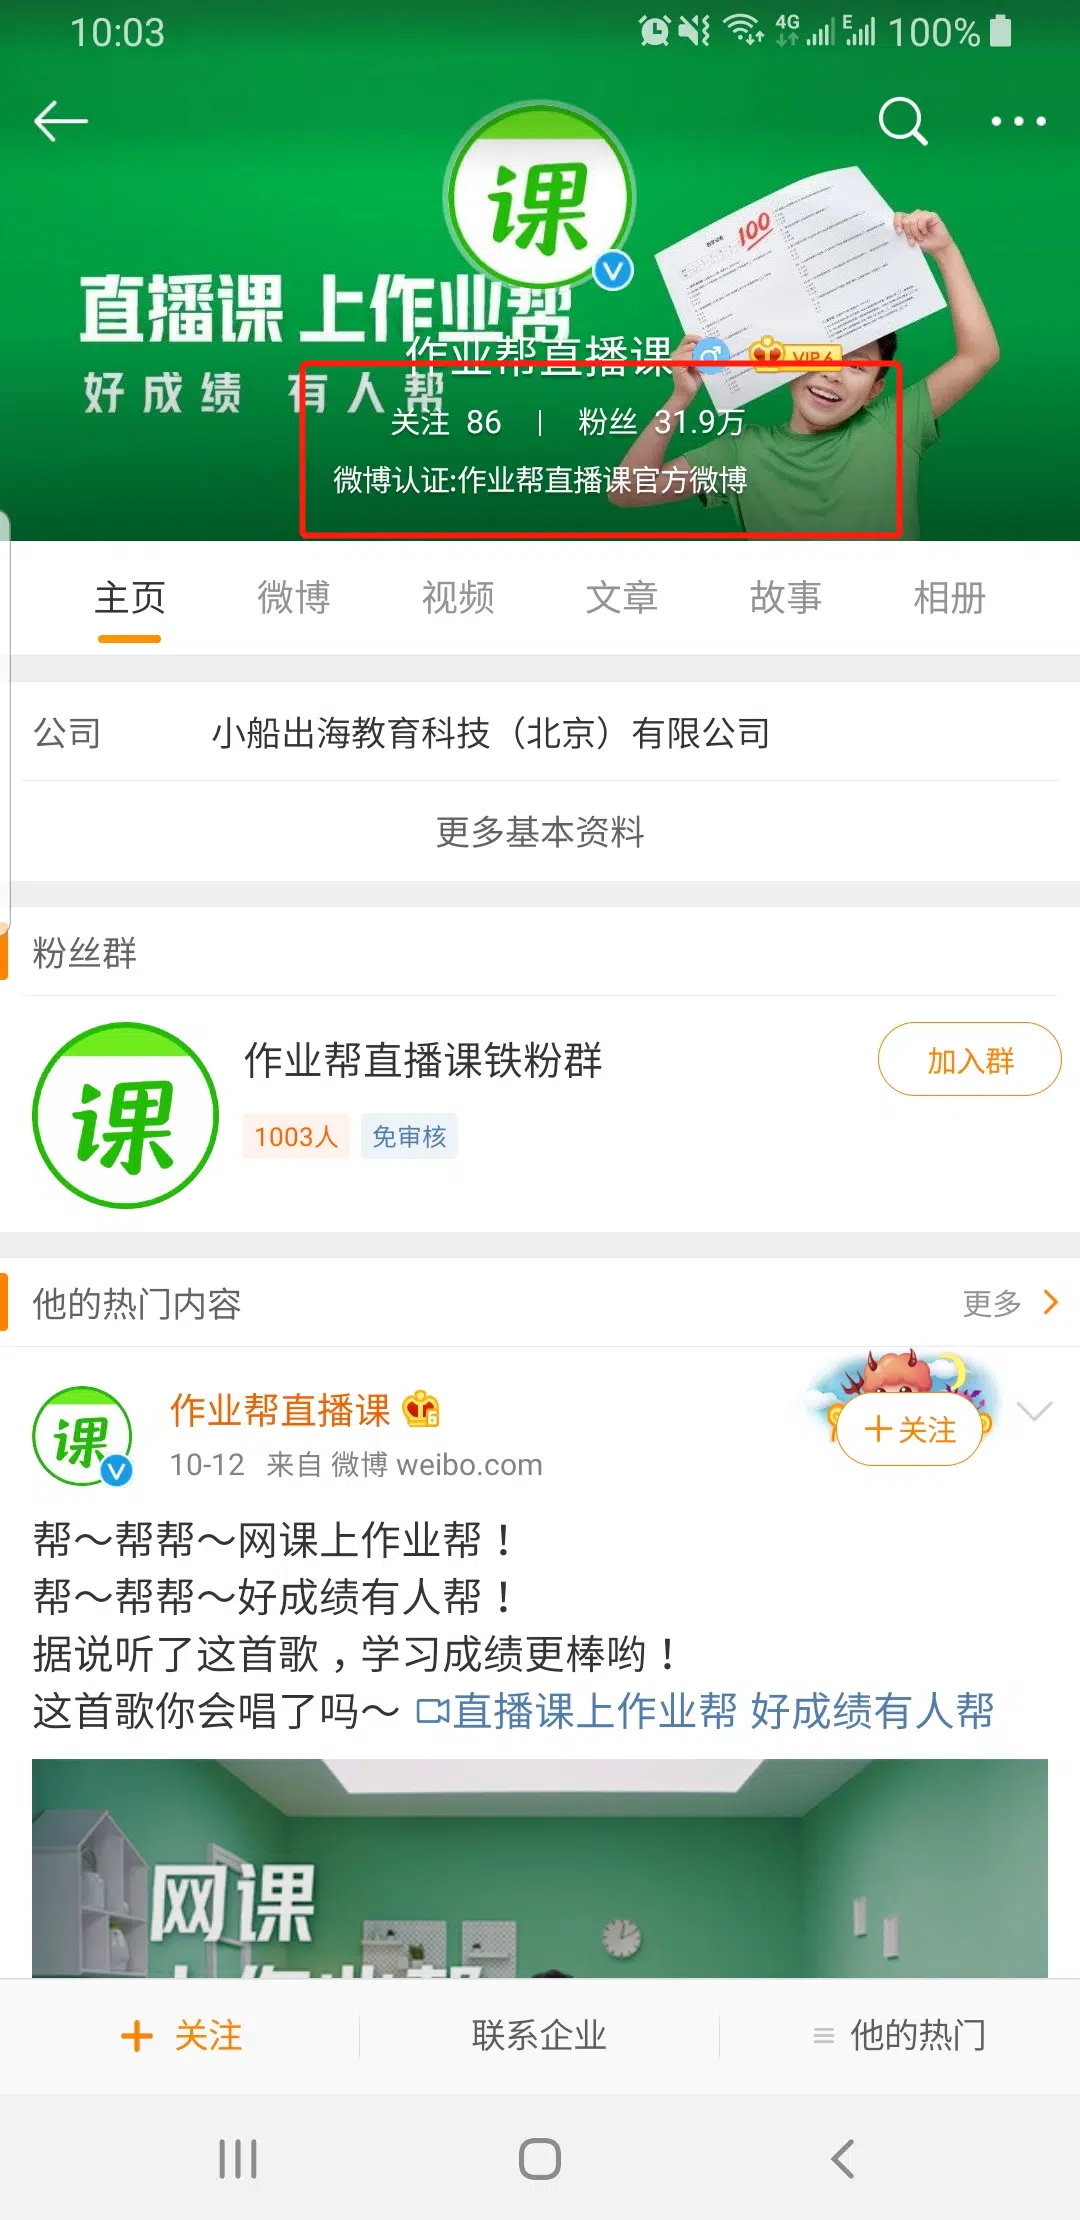 10:03
4G
E
100%
课
100
直播课 上作业帮
作业帮直播课
VIP 6
好成绩 有人帮
关注 86 | 粉丝 31.9万
微博认证:作业帮直播课官方微博
主页 微博 视频 文章 故事 相册
公司 小船出海教育科技（北京）有限公司
更多基本资料
粉丝群
课
作业帮直播课铁粉群
加入群
1003人 免审核
他的热门内容
更多
课
作业帮直播课
6
+关注
10-12 来自 微博 weibo.com
帮～帮帮～网课上作业帮！
帮～帮帮～好成绩有人帮！
据说听了这首歌，学习成绩更棒哟！
这首歌你会唱了吗～ 直播课上作业帮 好成绩有人帮
网课
上作业帮
+ 关注
联系企业
他的热门